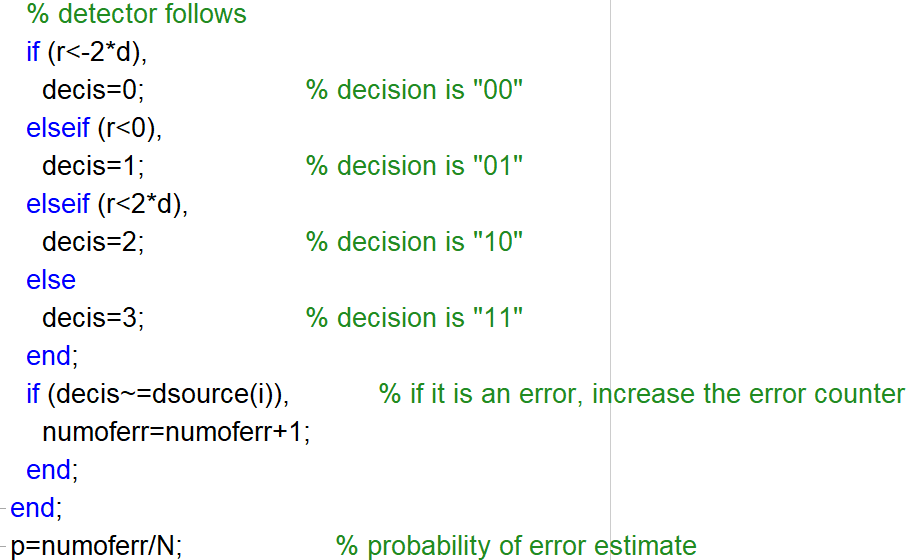 % detector follows
if (r<-2*d),
decis=0; % decision is "00"
elseif (r<0),
decis=1; % decision is "01"
elseif (r<2*d),
decis=2; % decision is "10"
else
decis=3; % decision is "11"
end;
if (decis~=dsource(i)), % if it is an error, increase the error counter
numoferr=numoferr+1;
end;
end;
p=numoferr/N; % probability of error estimate